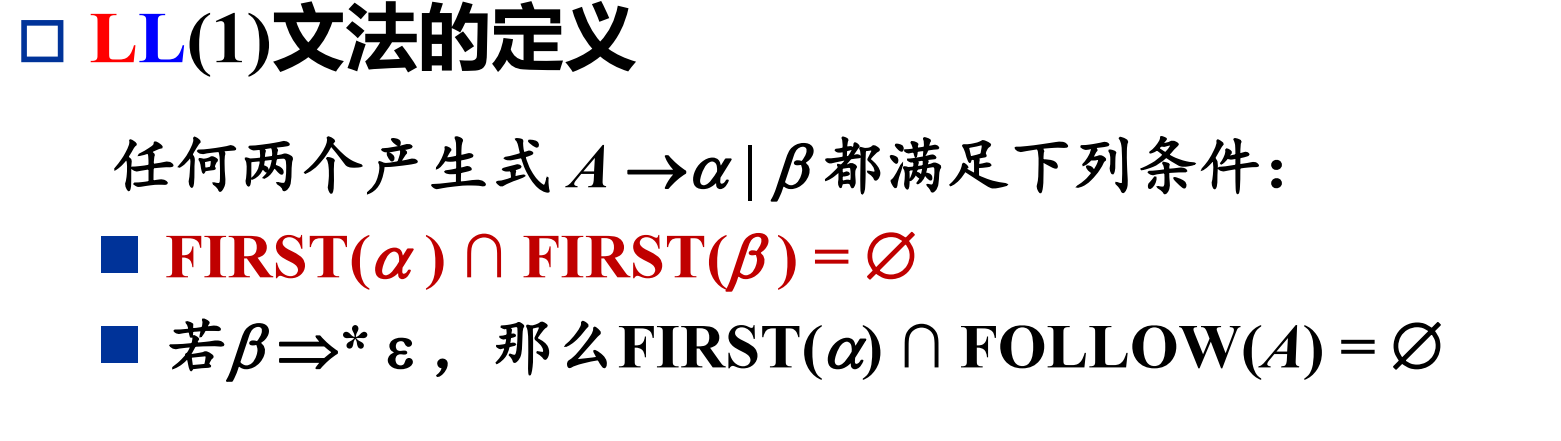 LL(1)文法的定义
任何两个产生式 A →α | β 都满足下列条件：
FIRST(α ) ∩ FIRST(β ) = ∅
若β ⇒* ε ，那么FIRST(α) ∩ FOLLOW(A) = ∅